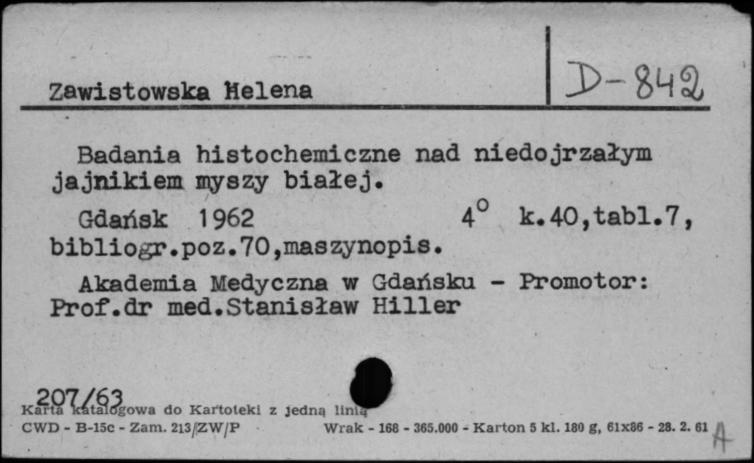 Zawistowska Helena
D-842
Badania histochemiczne nad niedojrzałym
jajnikiem myszy białej.
Gdańsk 1962 4° k.40,tabl.7,
bibliogr.poz.70,maszynopis.
Akademia Medyczna w Gdańsku - Promotor:
Prof.dr med.Stanisław Hiller
207/63
Karta katalogowa do Kartoteki z jedną linią
CWD - B-15c - Zam. 213/ZW/P Wrak - 168 - 365.000 - Karton 5 kl. 180 g, 61x86 - 28. 2. 61
A